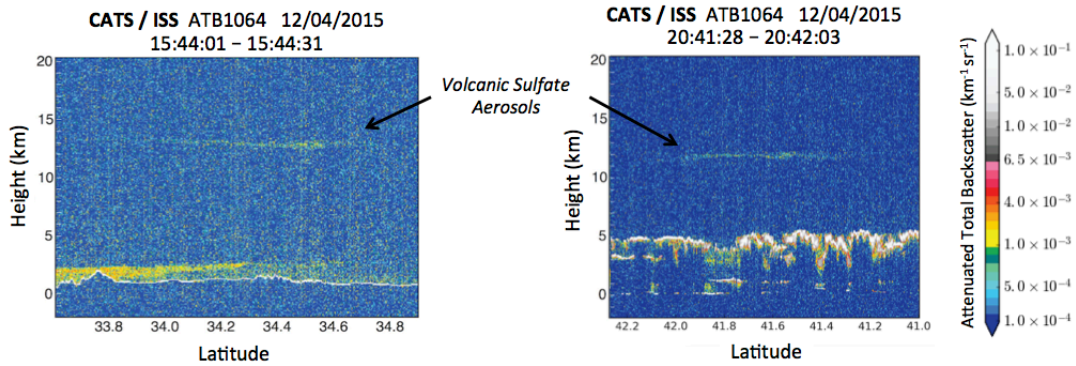 CATS / ISS ATB1064 12/04/2015
15:44:01 – 15:44:31
20
15
10
5
0
Height (km)
33.8 34.0 34.2 34.4 34.6 34.8
Latitude
Volcanic Sulfate
Aerosols
CATS / ISS ATB1064 12/04/2015
20:41:28 – 20:42:03
20
15
10
5
0
Height (km)
42.2 42.0 41.8 41.6 41.4 41.2 41.0
Latitude
Attenuated Total Backscatter (km⁻¹ sr⁻¹)
1.0 × 10⁻¹
5.0 × 10⁻²
1.0 × 10⁻²
6.5 × 10⁻³
4.0 × 10⁻³
1.0 × 10⁻³
5.0 × 10⁻⁴
1.0 × 10⁻⁴